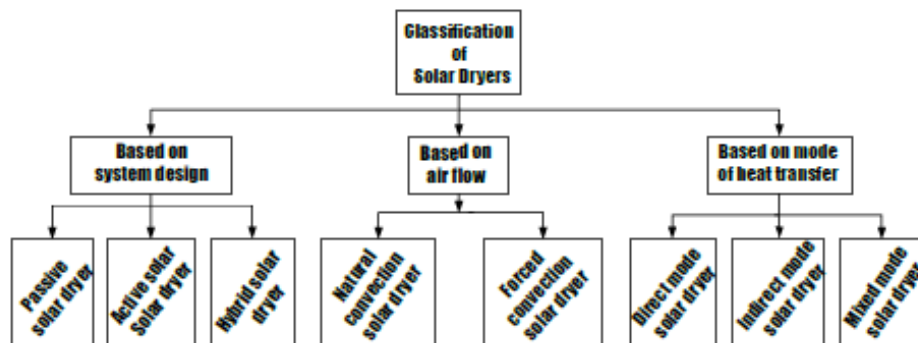 Classification
of
Solar Dryers
Based on
system design
Based on
air flow
Based on mode
of heat transfer
Passive
solar dryer
Active solar
Solar dryer
Hybrid solar
dryer
Natural
convection
solar dryer
Forced
convection
solar dryer
Direct mode
solar dryer
Indirect mode
solar dryer
Mixed mode
solar dryer